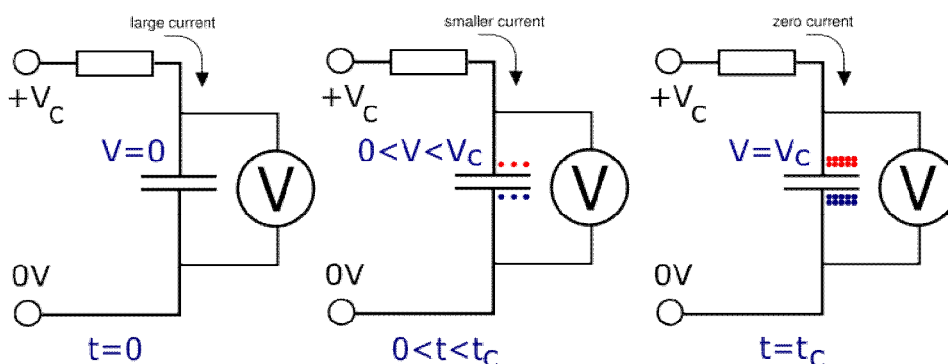 large current
+VC
V=0
V
0V
t=0
smaller current
+VC
0<V<VC
V
0V
0<t<tC
zero current
+VC
V=VC
V
0V
t=tC